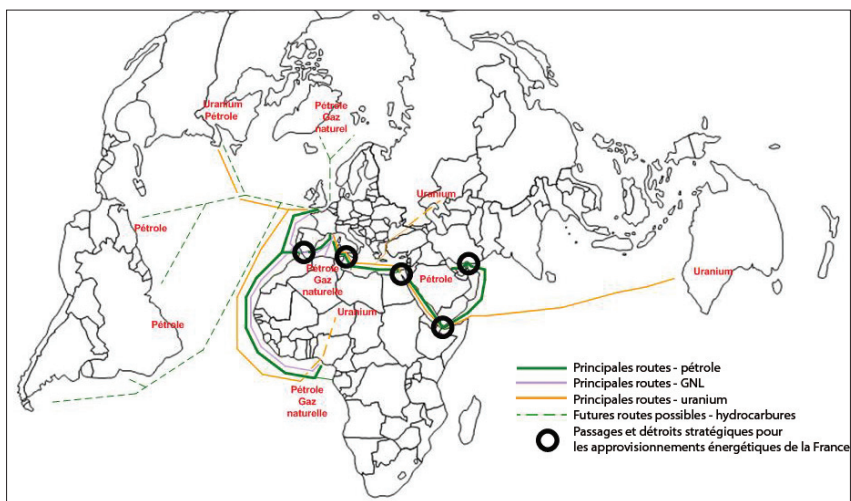 Uranium
Pétrole
Pétrole
Gaz
naturel
Uranium
Pétrole
Pétrole
Gaz
naturelle
Pétrole
Uranium
Pétrole
Uranium
Pétrole
Gaz
naturelle
Principales routes - pétrole
Principales routes - GNL
Principales routes - uranium
Futures routes possibles - hydrocarbures
Passages et détroits stratégiques pour
les approvisionnements énergétiques de la France